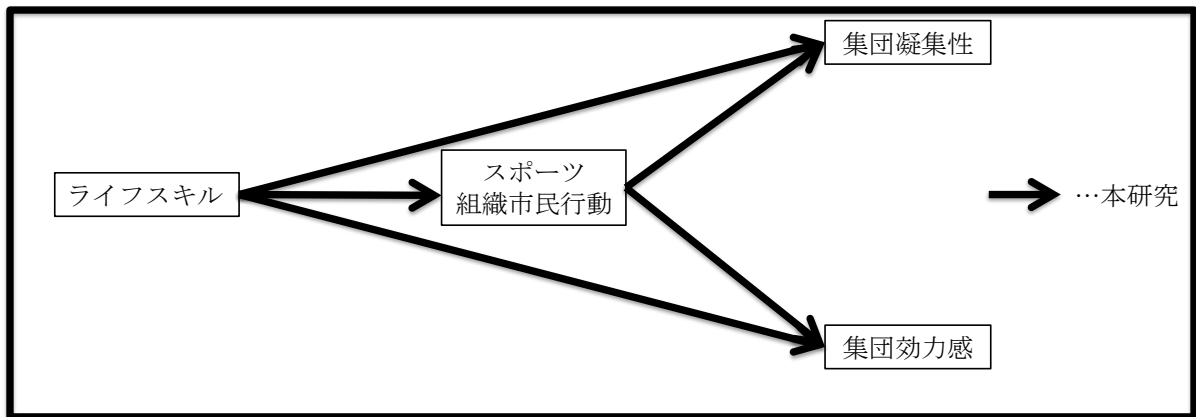 集団凝集性
スポーツ
組織市民行動
ライフスキル
…本研究
集団効力感